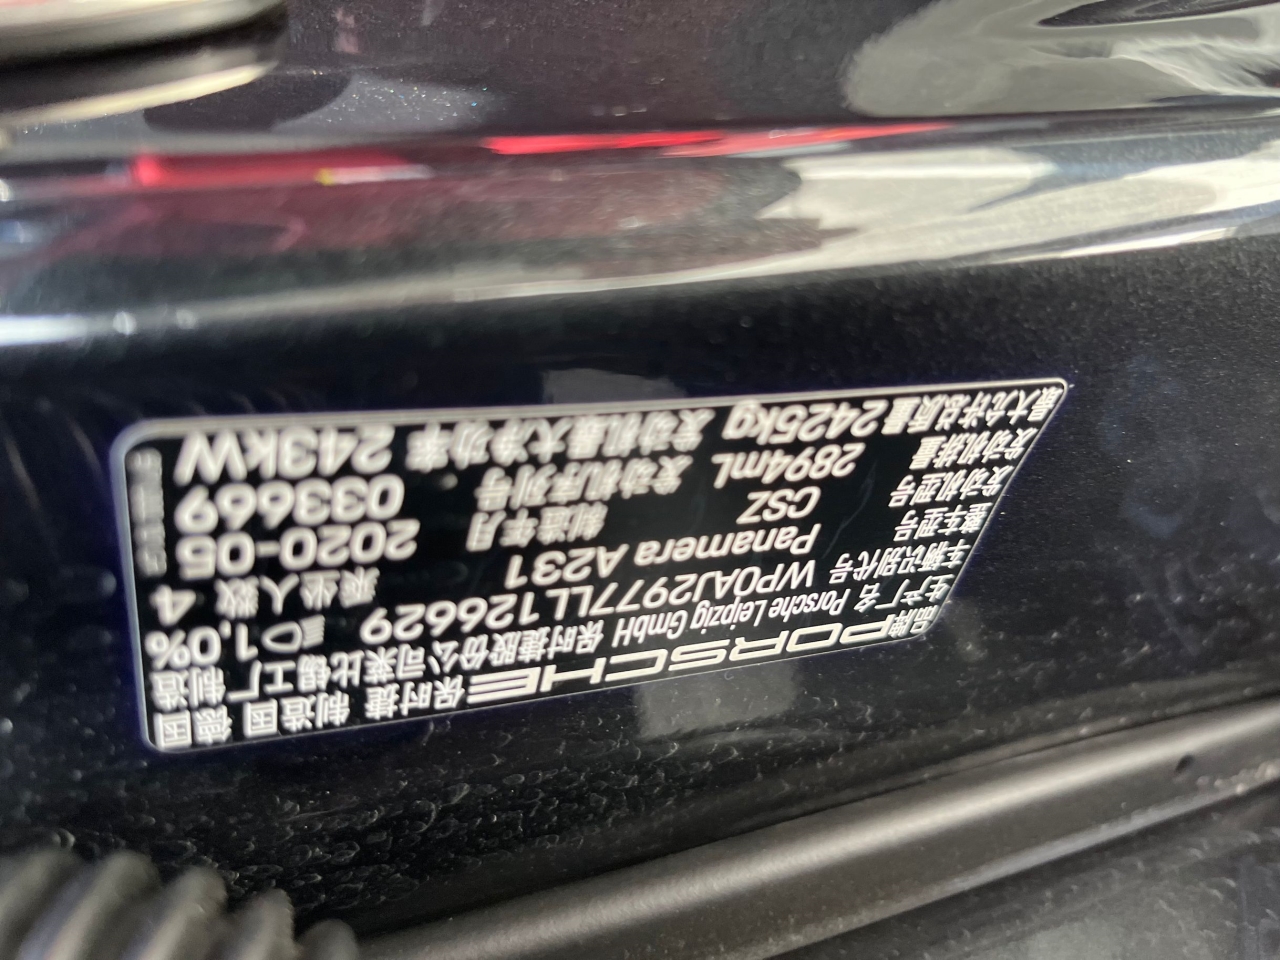 品牌 PORSCHE 保时捷 制造国 德国制造
生产厂名 Porsche Leipzig GmbH 保时捷股份公司莱比锡工厂
车辆识别代号 WP0AJ2977LL126629 1,0%
整车型号 Panamera A231 乘坐人数 4
发动机型号 CSZ 制造年月 2020-05
发动机排量 2894mL 发动机序列号 033669
最大允许总质量 2425kg 发动机最大净功率 243kW